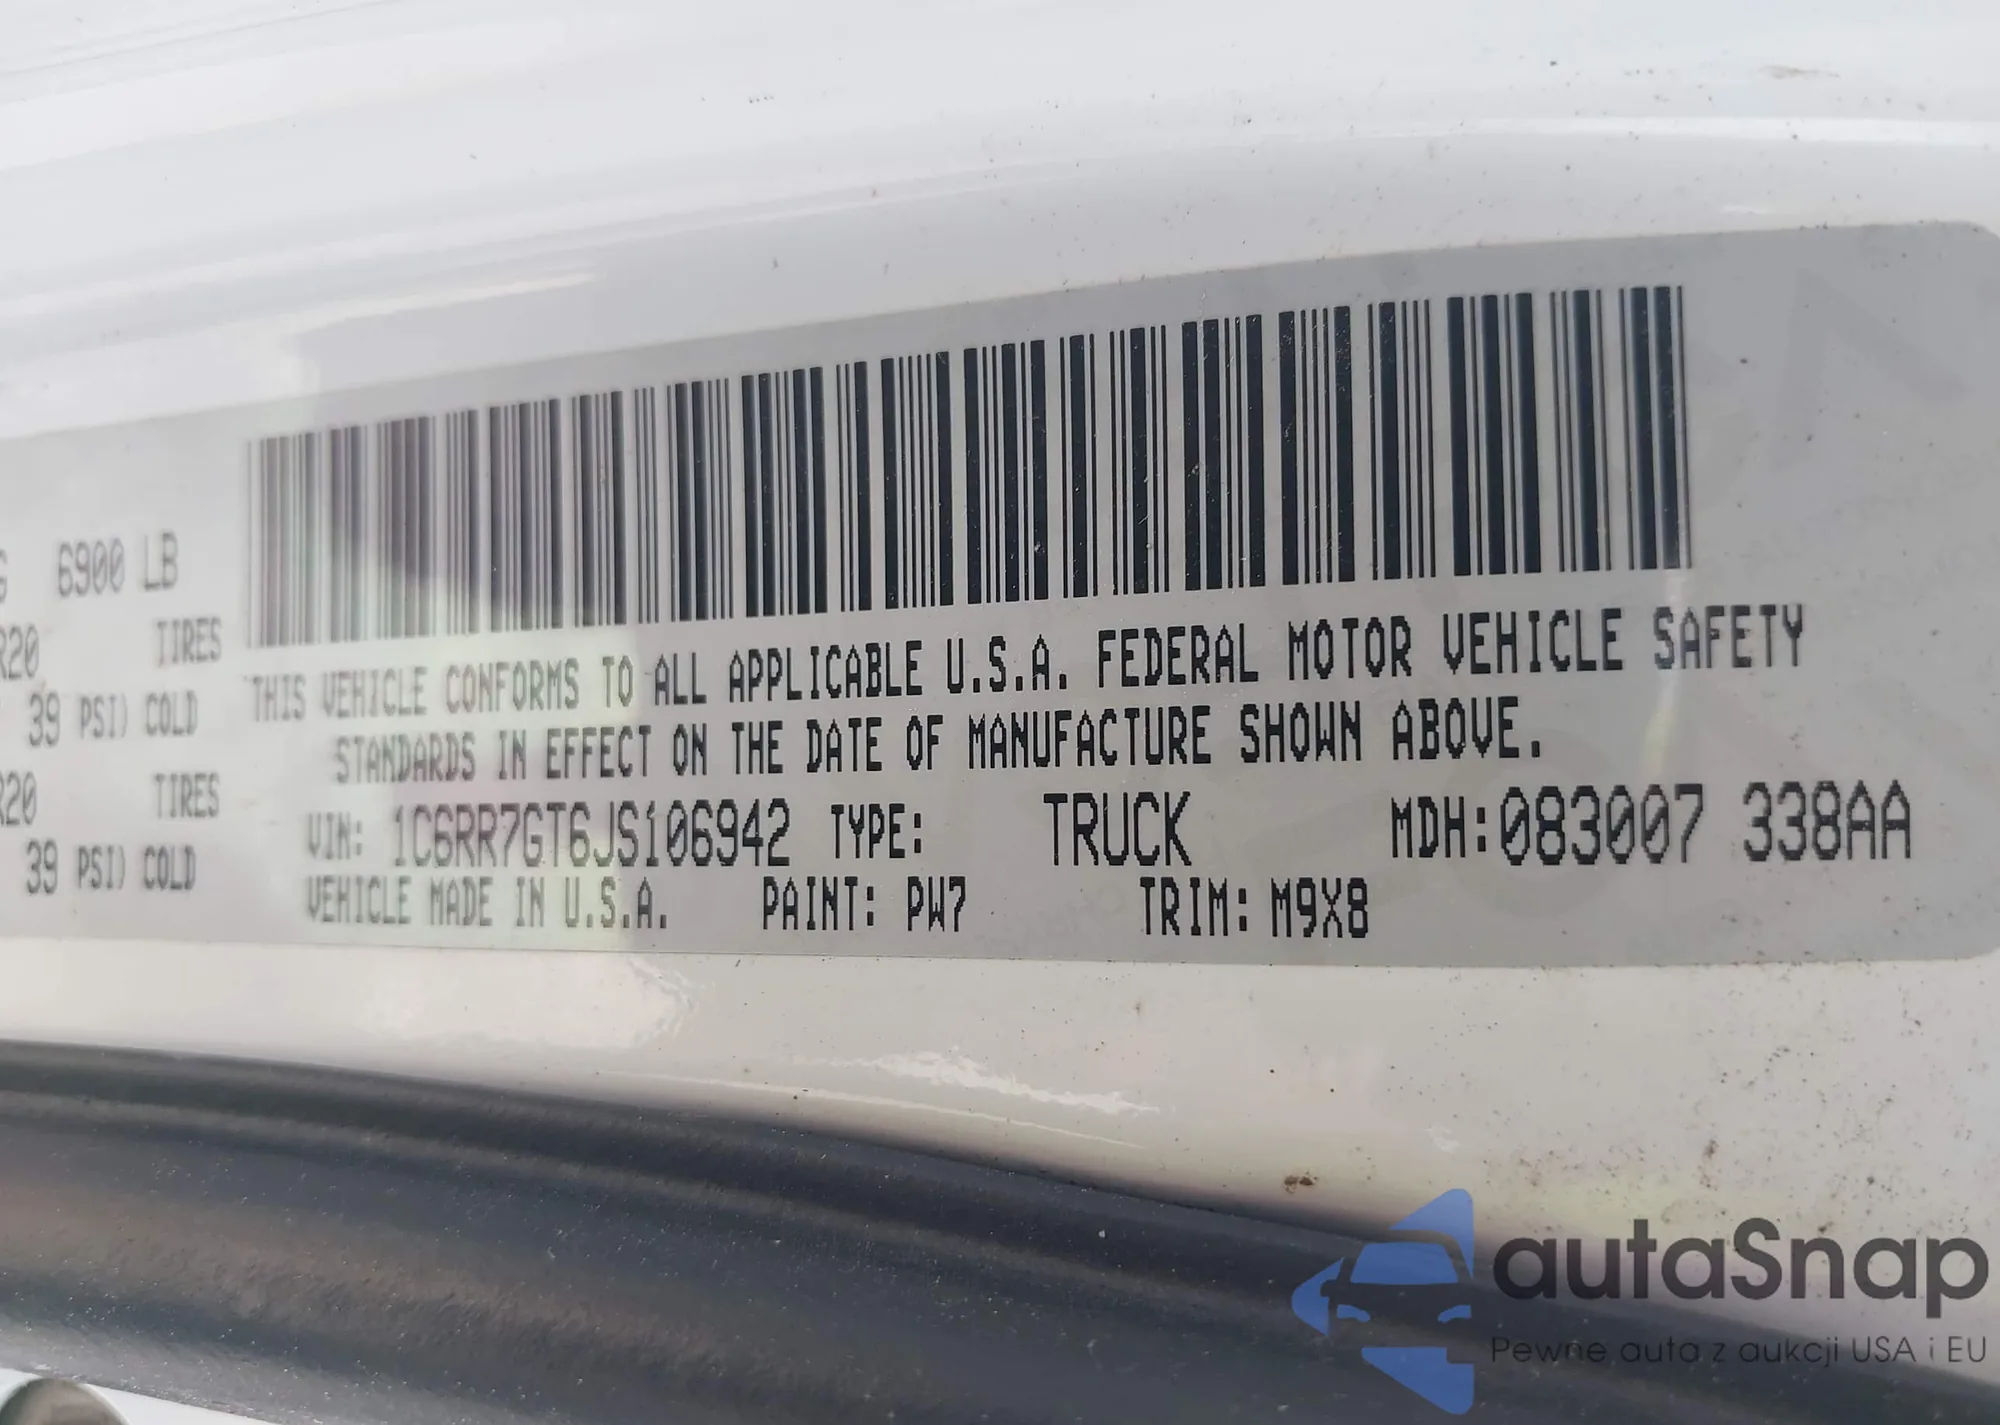 6900 LB
R20 TIRES
39 PSI) COLD
R20 TIRES
39 PSI) COLD
THIS VEHICLE CONFORMS TO ALL APPLICABLE U.S.A. FEDERAL MOTOR VEHICLE SAFETY
STANDARDS IN EFFECT ON THE DATE OF MANUFACTURE SHOWN ABOVE.
VIN: 1C6RR7GT6JS106942 TYPE: TRUCK MDH:083007 338AA
VEHICLE MADE IN U.S.A. PAINT: PW7 TRIM: M9X8
autaSnap
Pewne auta z aukcji USA i EU